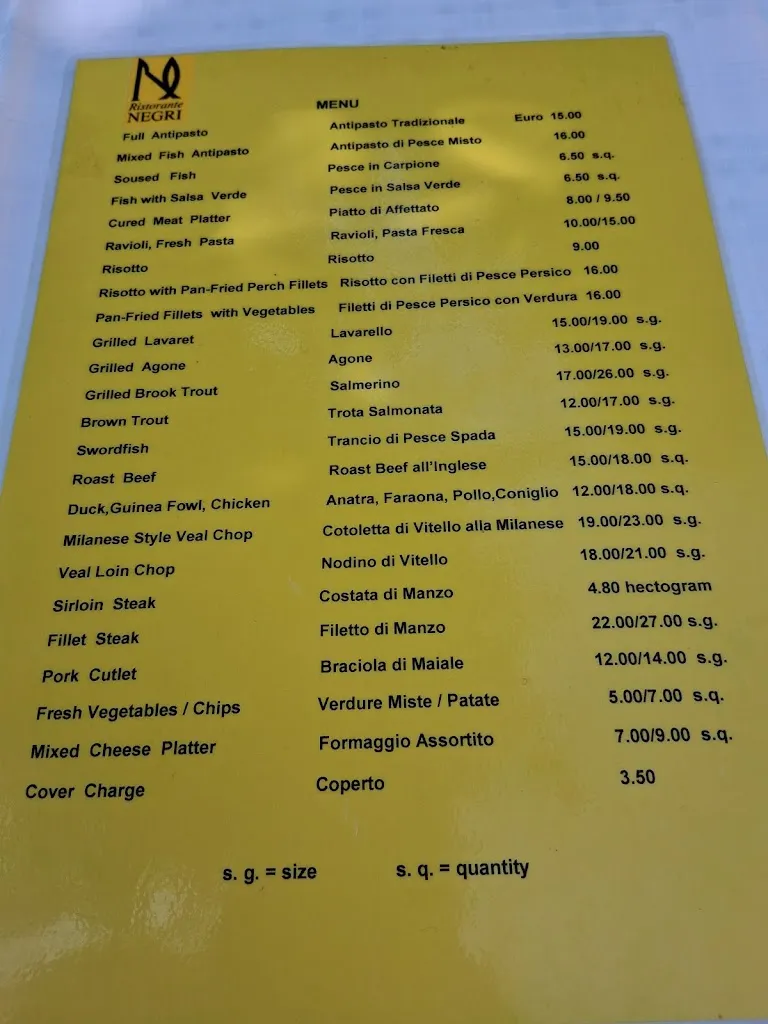 Ristorante
NEGRI
MENU
Full Antipasto Antipasto Tradizionale Euro 15.00
Mixed Fish Antipasto Antipasto di Pesce Misto 16.00
Soused Fish Pesce in Carpione 6.50 s.q.
Fish with Salsa Verde Pesce in Salsa Verde 6.50 s.q.
Cured Meat Platter Piatto di Affettato 8.00 / 9.50
Ravioli, Fresh Pasta Ravioli, Pasta Fresca 10.00/15.00
Risotto Risotto 9.00
Risotto with Pan-Fried Perch Fillets Risotto con Filetti di Pesce Persico 16.00
Pan-Fried Fillets with Vegetables Filetti di Pesce Persico con Verdura 16.00
Grilled Lavaret Lavarello 15.00/19.00 s.g.
Grilled Agone Agone 13.00/17.00 s.g.
Grilled Brook Trout Salmerino 17.00/26.00 s.g.
Brown Trout Trota Salmonata 12.00/17.00 s.g.
Swordfish Trancio di Pesce Spada 15.00/19.00 s.g.
Roast Beef Roast Beef all'Inglese 15.00/18.00 s.q.
Duck,Guinea Fowl, Chicken Anatra, Faraona, Pollo,Coniglio 12.00/18.00 s.q.
Milanese Style Veal Chop Cotoletta di Vitello alla Milanese 19.00/23.00 s.g.
Veal Loin Chop Nodino di Vitello 18.00/21.00 s.g.
Sirloin Steak Costata di Manzo 4.80 hectogram
Fillet Steak Filetto di Manzo 22.00/27.00 s.g.
Pork Cutlet Braciola di Maiale 12.00/14.00 s.g.
Fresh Vegetables / Chips Verdure Miste / Patate 5.00/7.00 s.q.
Mixed Cheese Platter Formaggio Assortito 7.00/9.00 s.q.
Cover Charge Coperto 3.50
s. g. = size s. q. = quantity